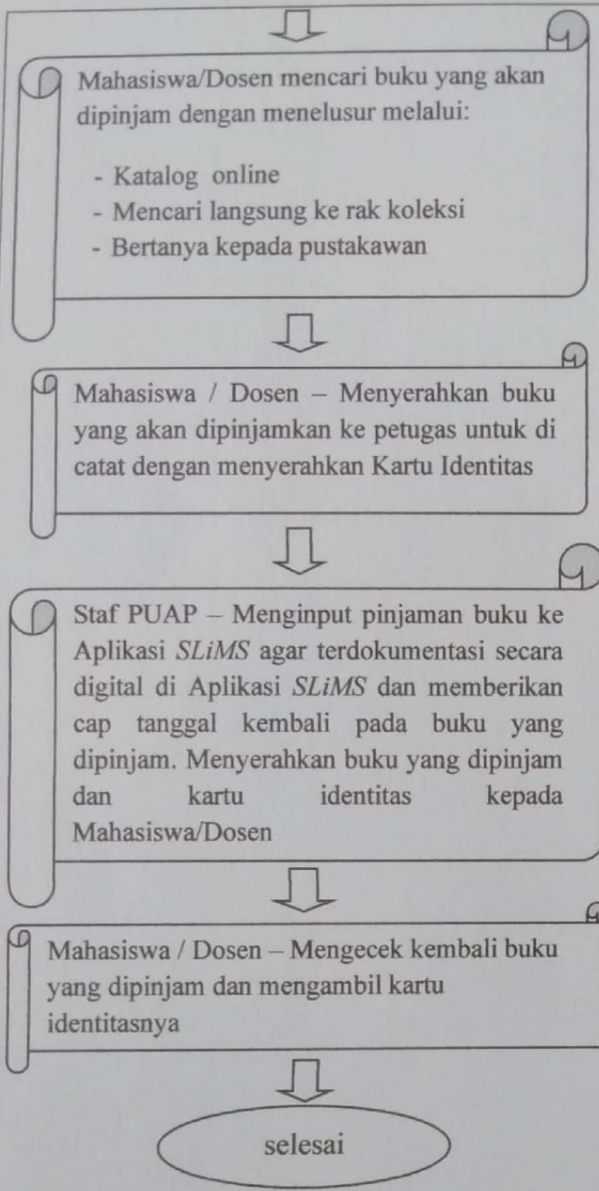 Mahasiswa/Dosen mencari buku yang akan
dipinjam dengan menelusur melalui:
- Katalog online
- Mencari langsung ke rak koleksi
- Bertanya kepada pustakawan
Mahasiswa / Dosen – Menyerahkan buku
yang akan dipinjamkan ke petugas untuk di
catat dengan menyerahkan Kartu Identitas
Staf PUAP – Menginput pinjaman buku ke
Aplikasi SLiMS agar terdokumentasi secara
digital di Aplikasi SLiMS dan memberikan
cap tanggal kembali pada buku yang
dipinjam. Menyerahkan buku yang dipinjam
dan kartu identitas kepada
Mahasiswa/Dosen
Mahasiswa / Dosen – Mengecek kembali buku
yang dipinjam dan mengambil kartu
identitasnya
selesai